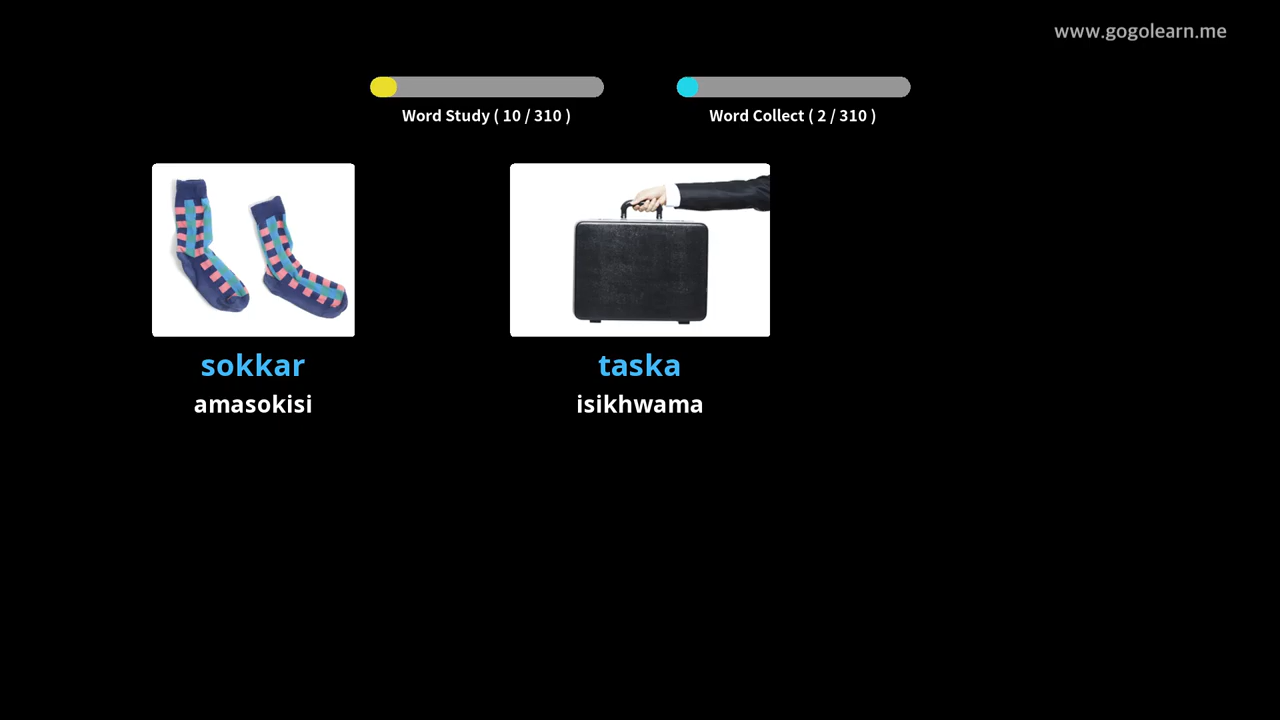 www.gogolearn.me
Word Study ( 10 / 310 )
Word Collect ( 2 / 310 )
sokkar
amasokisi
taska
isikhwama